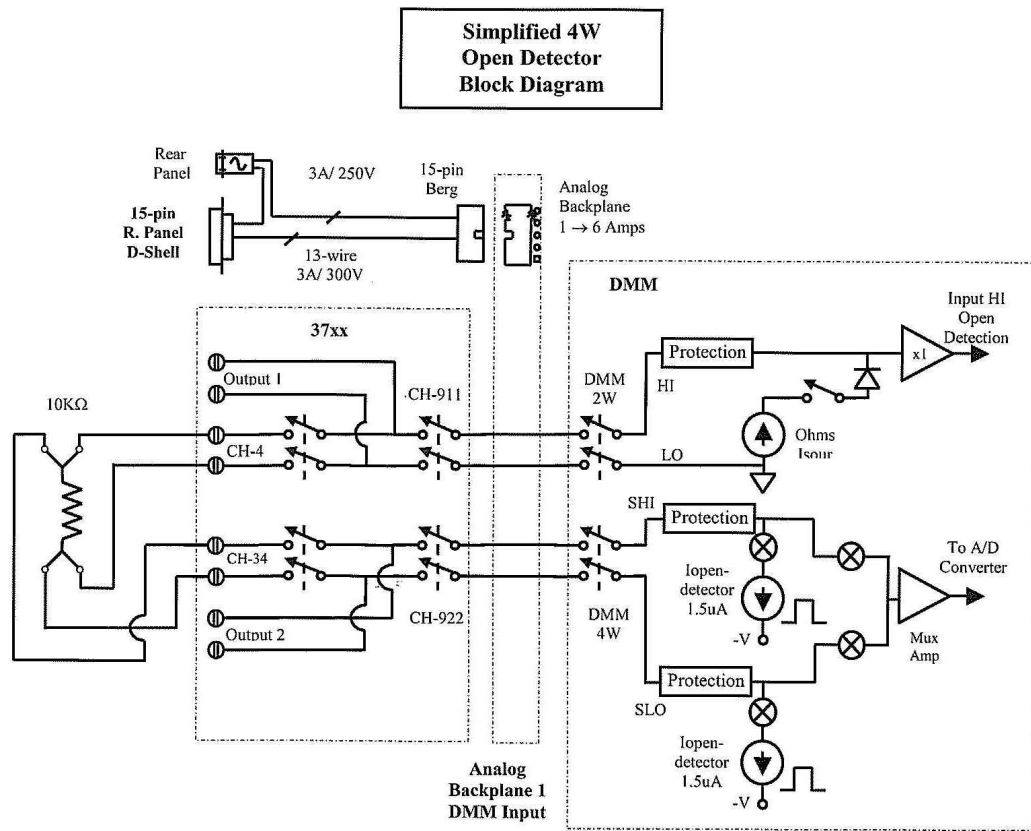 Simplified 4W
Open Detector
Block Diagram
Rear
Panel
3A/ 250V
15-pin
Berg
Analog
Backplane
1 → 6 Amps
15-pin
R. Panel
D-Shell
13-wire
3A/ 300V
DMM
Input HI
Open
Detection
37xx
Protection
x1
Output 1
CH-911
DMM
2W
HI
10KΩ
CH-4
Ohms
Isour
LO
SHI
Protection
CH-34
To A/D
Converter
Iopen-
detector
1.5uA
Output 2
CH-922
DMM
4W
-V
Mux
Amp
Protection
SLO
Iopen-
detector
1.5uA
-V
Analog
Backplane 1
DMM Input